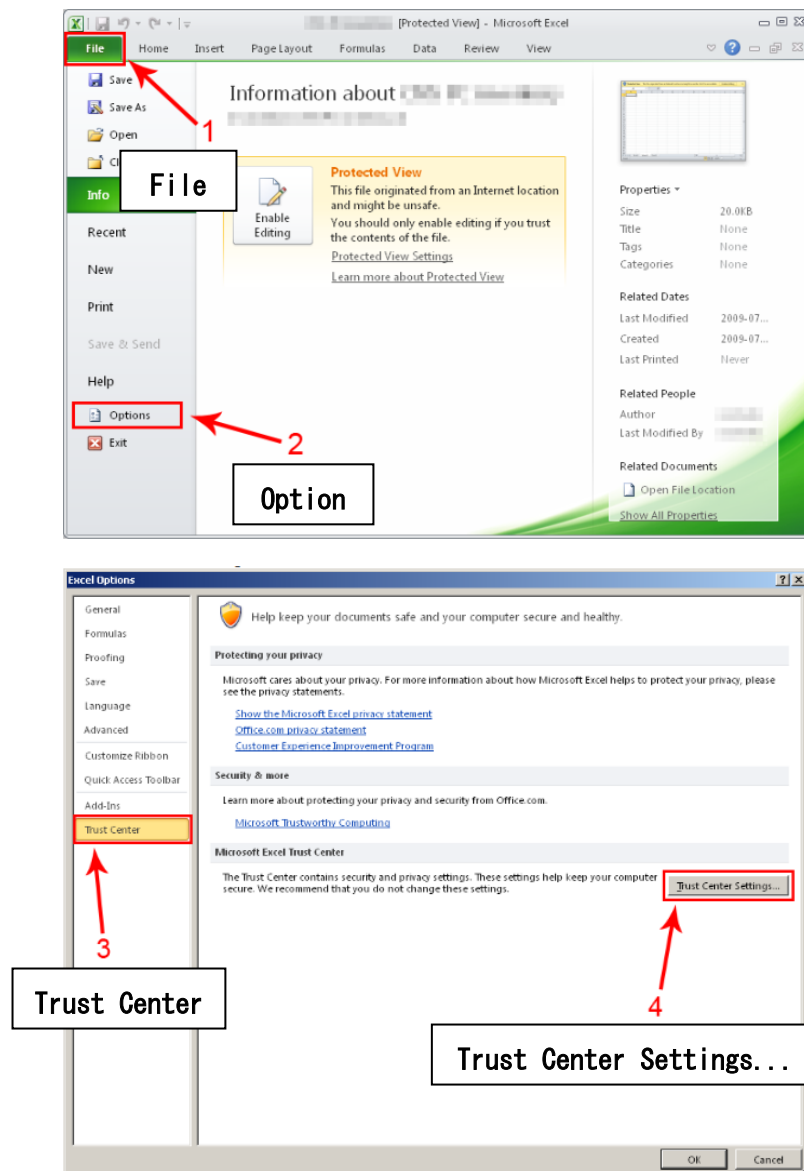 [Protected View] - Microsoft Excel
File Home Insert Page Layout Formulas Data Review View
Save
Save As
Open
Info
Recent
New
Print
Save & Send
Help
Options
Exit
1
File
2
Option
Information about
Enable
Editing
Protected View
This file originated from an Internet location
and might be unsafe.
You should only enable editing if you trust
the contents of the file.
Protected View Settings
Learn more about Protected View
Properties
Size 20.0KB
Title None
Tags None
Categories None
Related Dates
Last Modified 2009-07...
Created 2009-07...
Last Printed Never
Related People
Author
Last Modified By
Related Documents
Open File Location
Show All Properties
Excel Options
General
Formulas
Proofing
Save
Language
Advanced
Customize Ribbon
Quick Access Toolbar
Add-Ins
Trust Center
3
Trust Center
Help keep your documents safe and your computer secure and healthy.
Protecting your privacy
Microsoft cares about your privacy. For more information about how Microsoft Excel helps to protect your privacy, please
see the privacy statements.
Show the Microsoft Excel privacy statement
Office.com privacy statement
Customer Experience Improvement Program
Security & more
Learn more about protecting your privacy and security from Office.com.
Microsoft Trustworthy Computing
Microsoft Excel Trust Center
The Trust Center contains security and privacy settings. These settings help keep your computer
secure. We recommend that you do not change these settings.
Trust Center Settings...
4
Trust Center Settings...
OK Cancel